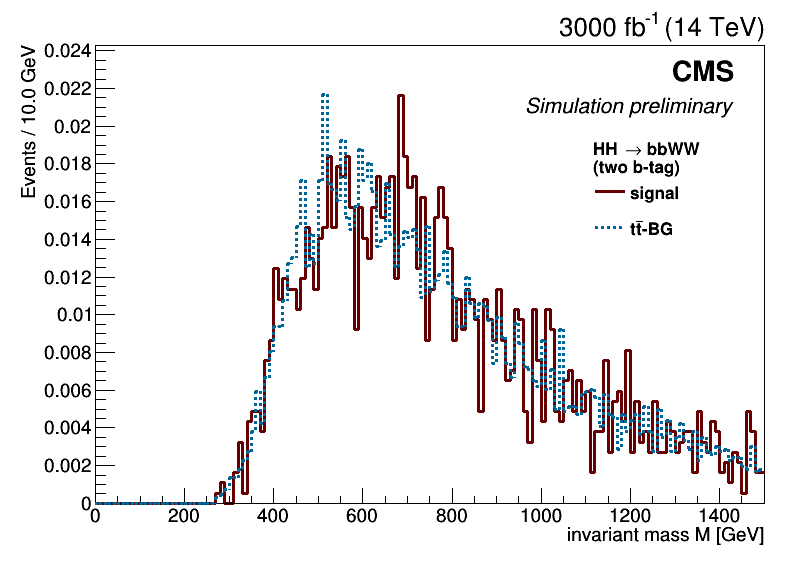 3000 fb-1 (14 TeV)
Events / 10.0 GeV
0.024
0.022
0.02
0.018
0.016
0.014
0.012
0.01
0.008
0.006
0.004
0.002
0
CMS
Simulation preliminary
HH → bbWW
(two b-tag)
signal
tt̅-BG
0 200 400 600 800 1000 1200 1400
invariant mass M [GeV]